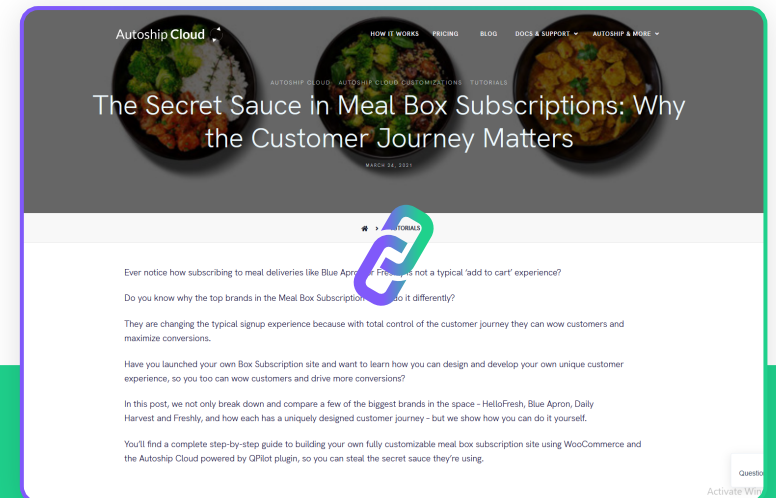 Autoship Cloud
HOW IT WORKS PRICING BLOG DOCS & SUPPORT AUTOSHIP & MORE
AUTOSHIP CLOUD AUTOSHIP CLOUD CUSTOMIZATIONS TUTORIALS
The Secret Sauce in Meal Box Subscriptions: Why
the Customer Journey Matters
MARCH 24, 2021
TUTORIALS
Ever notice how subscribing to meal deliveries like Blue Apron or Freshly is not a typical ‘add to cart’ experience?
Do you know why the top brands in the Meal Box Subscription do it differently?
They are changing the typical signup experience because with total control of the customer journey they can wow customers and
maximize conversions.
Have you launched your own Box Subscription site and want to learn how you can design and develop your own unique customer
experience, so you too can wow customers and drive more conversions?
In this post, we not only break down and compare a few of the biggest brands in the space – HelloFresh, Blue Apron, Daily
Harvest and Freshly, and how each has a uniquely designed customer journey – but we show how you can do it yourself.
You’ll find a complete step-by-step guide to building your own fully customizable meal box subscription site using WooCommerce and
the Autoship Cloud powered by QPilot plugin, so you can steal the secret sauce they’re using.
Questio
Activate Win